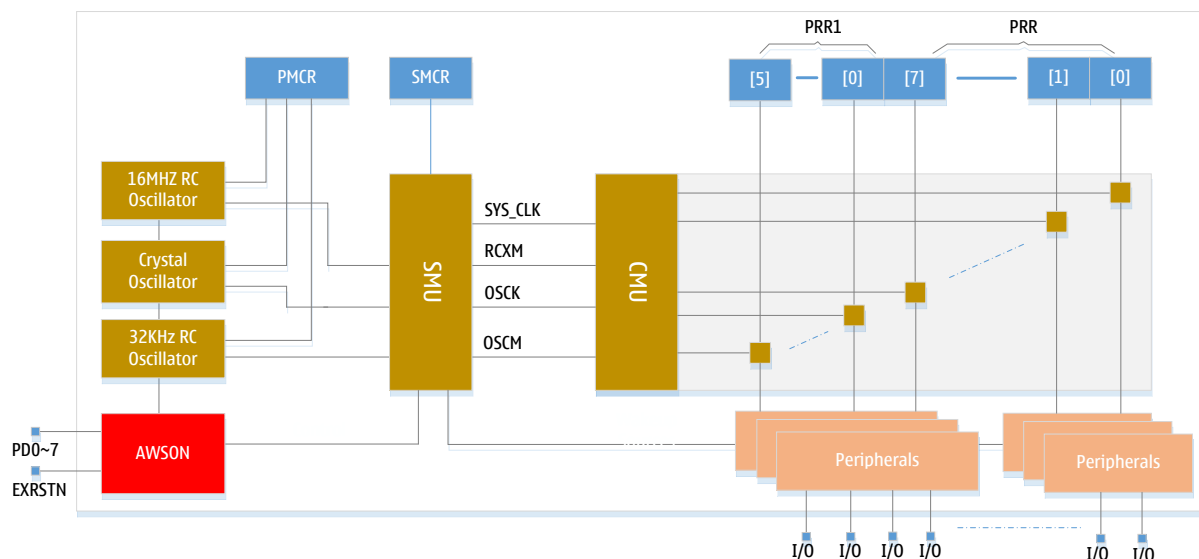 PRR1
PRR
PMCR
SMCR
[5]
[0]
[7]
[1]
[0]
16MHZ RC
Oscillator
Crystal
Oscillator
32KHz RC
Oscillator
AWSON
SMU
SYS_CLK
RCXM
OSCK
OSCM
CMU
PD0~7
EXRSTN
Peripherals
Peripherals
I/O
I/O
I/O
I/O
I/O
I/O